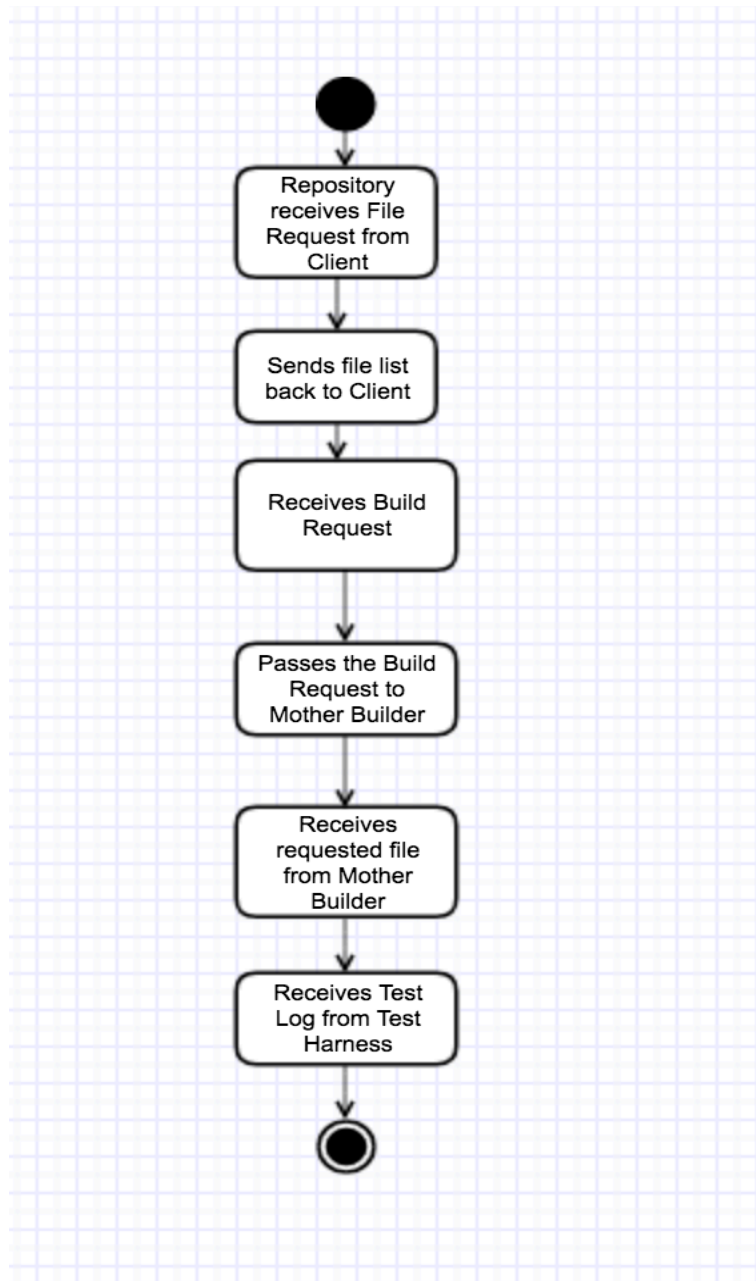 Repository
receives File
Request from
Client
Sends file list
back to Client
Receives Build
Request
Passes the Build
Request to
Mother Builder
Receives
requested file
from Mother
Builder
Receives Test
Log from Test
Harness